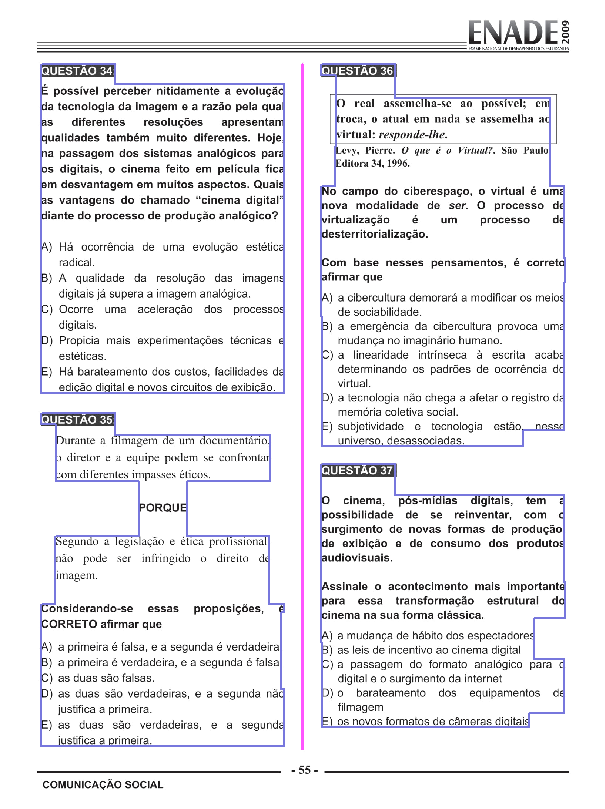 ENADE 2009
EXAME NACIONAL DE DESEMPENHO DOS ESTUDANTES
QUESTÃO 34
É possível perceber nitidamente a evolução
da tecnologia da imagem e a razão pela qual
as diferentes resoluções apresentam
qualidades também muito diferentes. Hoje,
na passagem dos sistemas analógicos para
os digitais, o cinema feito em película fica
em desvantagem em muitos aspectos. Quais
as vantagens do chamado “cinema digital”
diante do processo de produção analógico?
A) Há ocorrência de uma evolução estética
radical.
B) A qualidade da resolução das imagens
digitais já supera a imagem analógica.
C) Ocorre uma aceleração dos processos
digitais.
D) Propicia mais experimentações técnicas e
estéticas.
E) Há barateamento dos custos, facilidades da
edição digital e novos circuitos de exibição.
QUESTÃO 35
Durante a filmagem de um documentário,
o diretor e a equipe podem se confrontar
com diferentes impasses éticos.
PORQUE
Segundo a legislação e ética profissional,
não pode ser infringido o direito de
imagem.
Considerando-se essas proposições, é
CORRETO afirmar que
A) a primeira é falsa, e a segunda é verdadeira.
B) a primeira é verdadeira, e a segunda é falsa.
C) as duas são falsas.
D) as duas são verdadeiras, e a segunda não
justifica a primeira.
E) as duas são verdadeiras, e a segunda
justifica a primeira.
QUESTÃO 36
O real assemelha-se ao possível; em
troca, o atual em nada se assemelha ao
virtual: responde-lhe.
Levy, Pierre. O que é o Virtual?. São Paulo:
Editora 34, 1996.
No campo do ciberespaço, o virtual é uma
nova modalidade de ser. O processo de
virtualização é um processo de
desterritorialização.
Com base nesses pensamentos, é correto
afirmar que
A) a cibercultura demorará a modificar os meios
de sociabilidade.
B) a emergência da cibercultura provoca uma
mudança no imaginário humano.
C) a linearidade intrínseca à escrita acaba
determinando os padrões de ocorrência do
virtual.
D) a tecnologia não chega a afetar o registro da
memória coletiva social.
E) subjetividade e tecnologia estão, nesse
universo, desassociadas.
QUESTÃO 37
O cinema, pós-mídias digitais, tem a
possibilidade de se reinventar, com o
surgimento de novas formas de produção,
de exibição e de consumo dos produtos
audiovisuais.
Assinale o acontecimento mais importante
para essa transformação estrutural do
cinema na sua forma clássica.
A) a mudança de hábito dos espectadores
B) as leis de incentivo ao cinema digital
C) a passagem do formato analógico para o
digital e o surgimento da internet
D) o barateamento dos equipamentos de
filmagem
E) os novos formatos de câmeras digitais
- 55 -
COMUNICAÇÃO SOCIAL